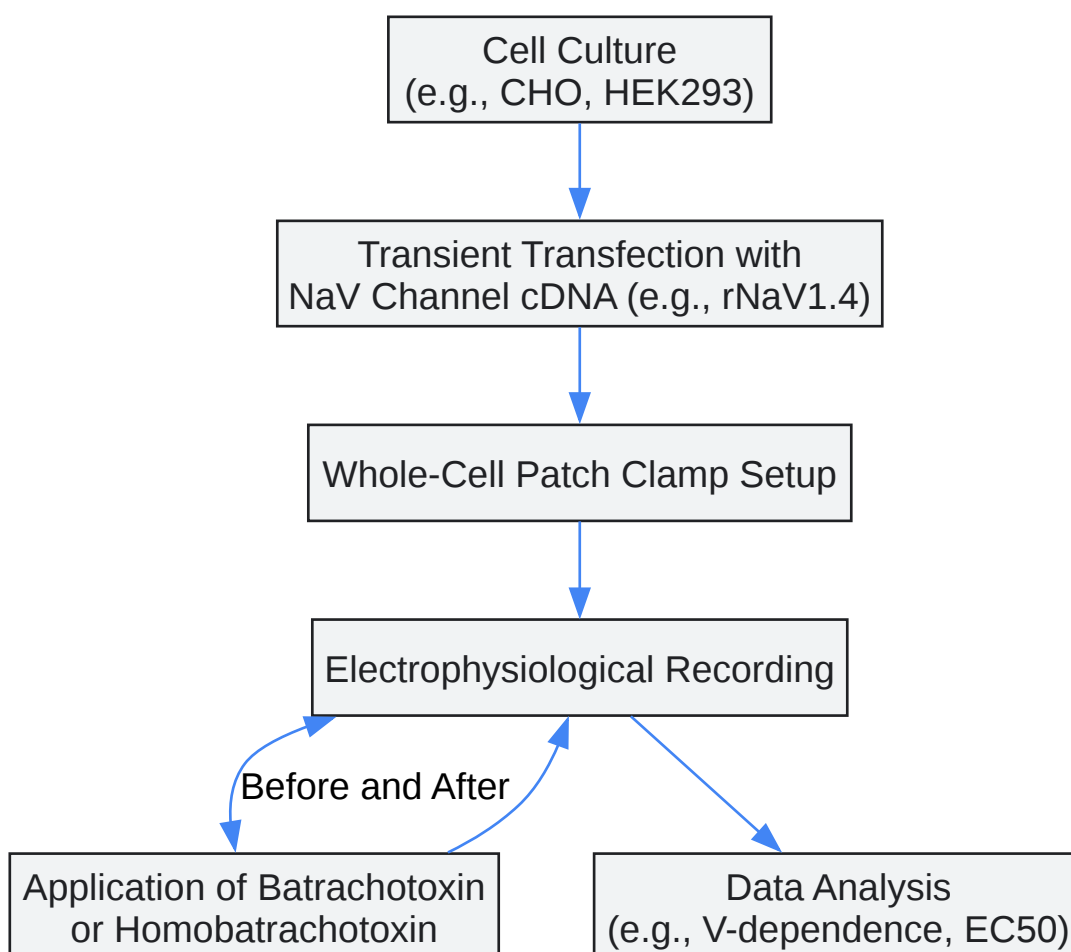 Cell Culture
(e.g., CHO, HEK293)
Transient Transfection with
NaV Channel cDNA (e.g., rNaV1.4)
Whole-Cell Patch Clamp Setup
Electrophysiological Recording
Before and After
Application of Batrachotoxin
or Homobatrachotoxin
Data Analysis
(e.g., V-dependence, EC50)